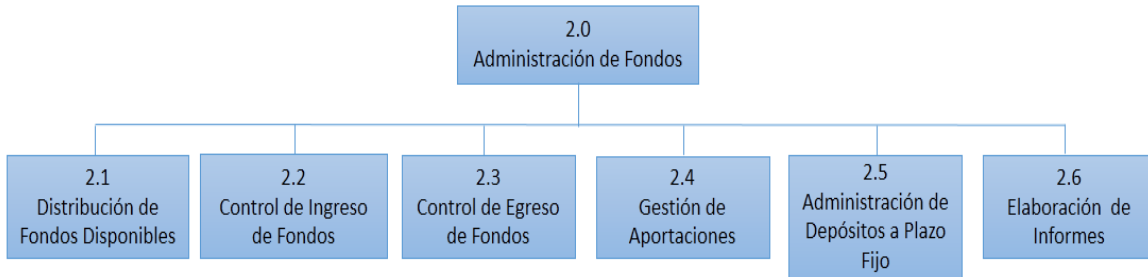 2.0
Administración de Fondos
2.1
Distribución de
Fondos Disponibles
2.2
Control de Ingreso
de Fondos
2.3
Control de Egreso
de Fondos
2.4
Gestión de
Aportaciones
2.5
Administración de
Depósitos a Plazo
Fijo
2.6
Elaboración de
Informes